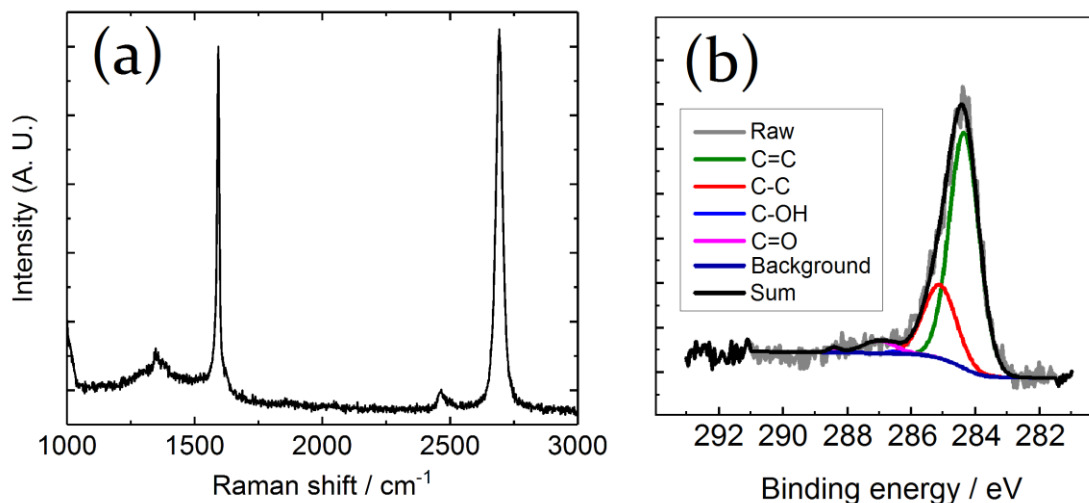 (a)
Intensity (A. U.)
1000 1500 2000 2500 3000
Raman shift / cm⁻¹
(b)
Raw
C=C
C-C
C-OH
C=O
Background
Sum
292 290 288 286 284 282
Binding energy / eV